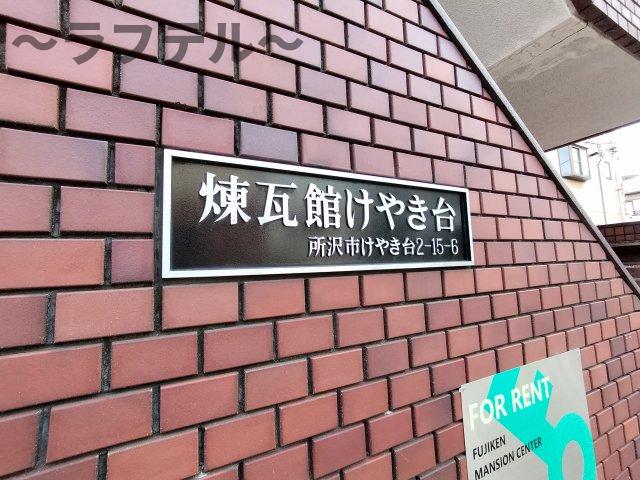 ～ラフテル～
煉瓦館けやき台
所沢市けやき台2-15-6
FOR RENT
FUJIKEN
MANSION CENTER